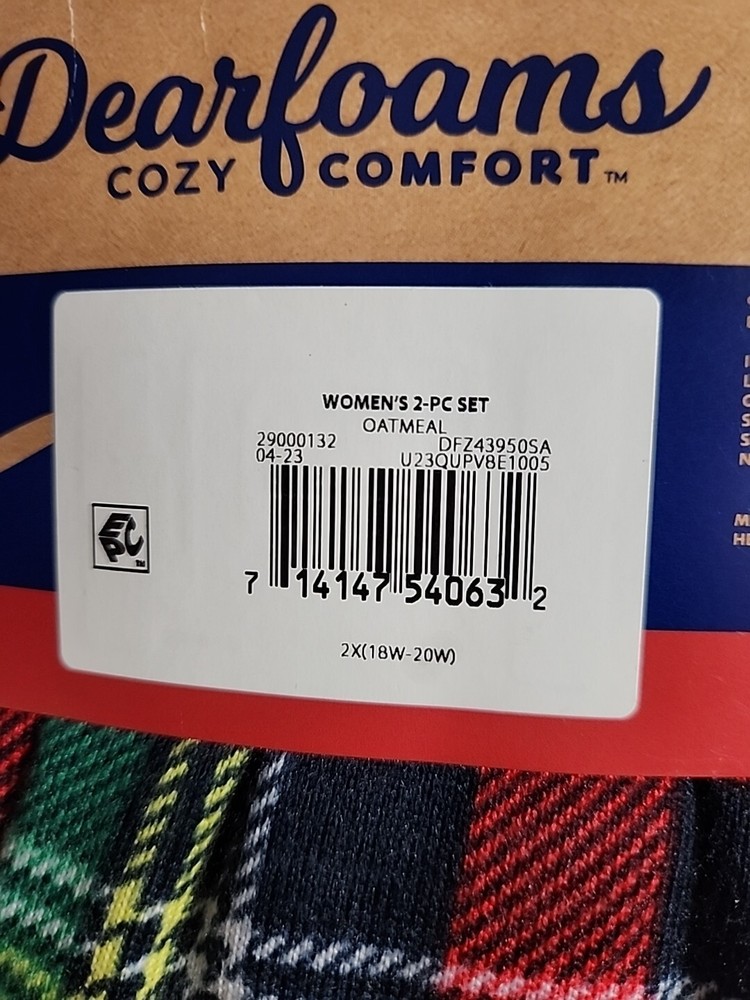 Dearfoams
COZY COMFORT™
WOMEN'S 2-PC SET
OATMEAL
29000132 DFZ43950SA
04-23 U23QUPV8E1005
EPC™
7 14147 54063 2
2X(18W-20W)